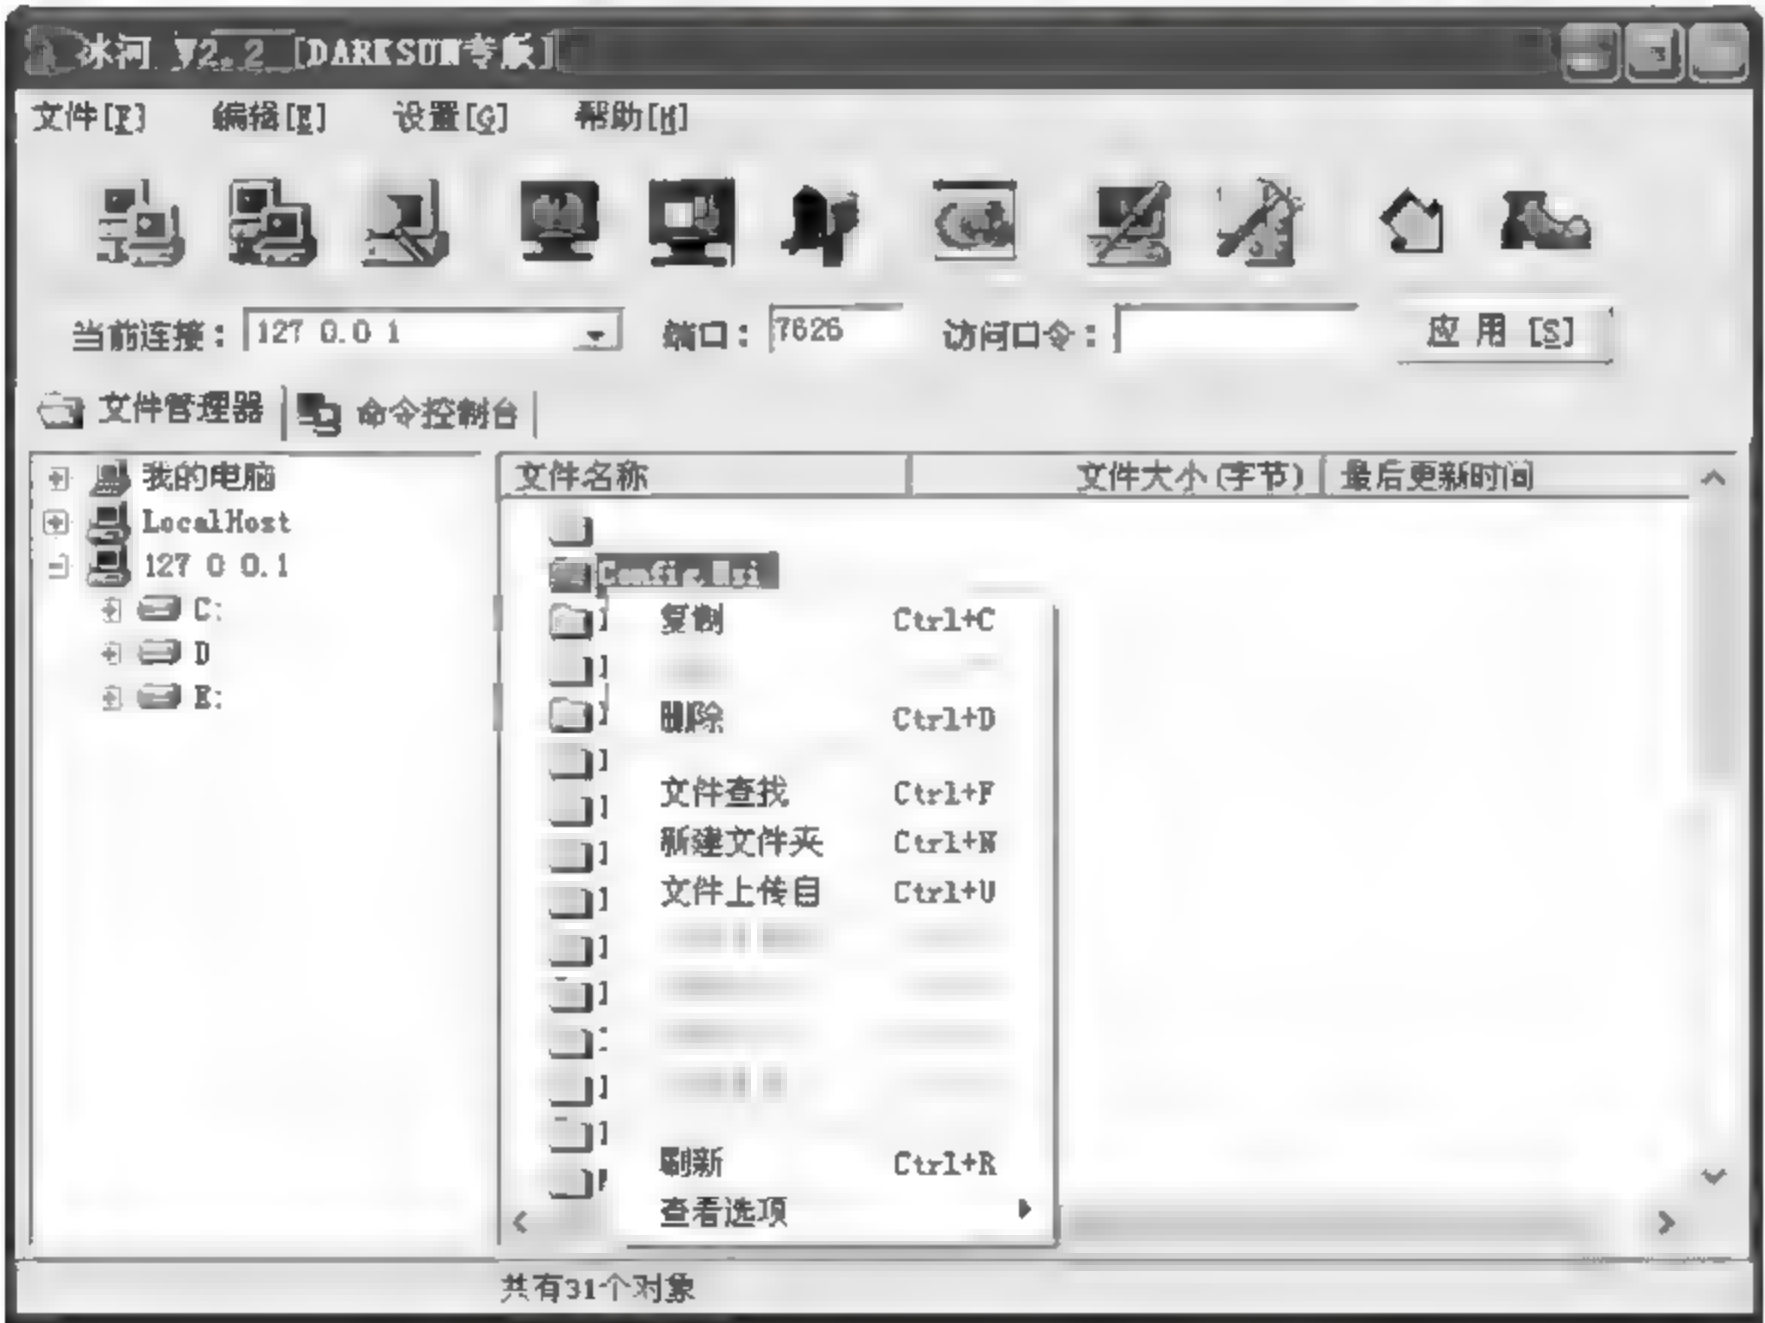 冰河 V2.2 [DARKSUN专版]
文件[F] 编辑[E] 设置[G] 帮助[H]
当前连接： 127 0.0 1 端口： 7626 访问口令： 应 用 [S]
文件管理器 命令控制台
我的电脑
LocalHost
127 0 0.1
C:
D
E:
文件名称 文件大小(字节) 最后更新时间
Config.Msi
复制 Ctrl+C
删除 Ctrl+D
文件查找 Ctrl+F
新建文件夹 Ctrl+N
文件上传自 Ctrl+U
刷新 Ctrl+R
查看选项
共有31个对象